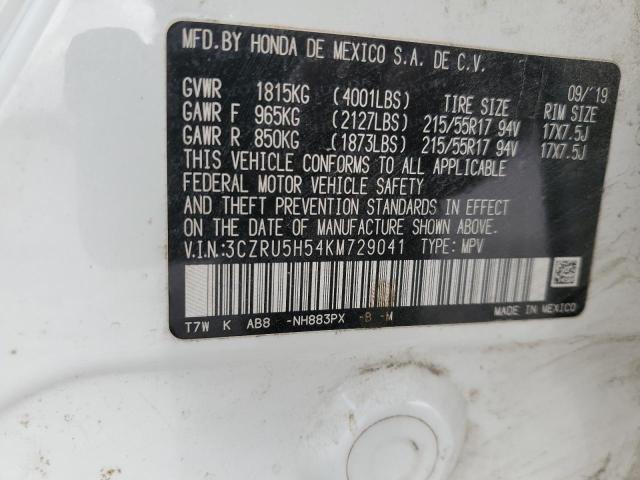 MFD.BY HONDA DE MEXICO S.A. DE C.V.
09/'19
GVWR 1815KG (4001LBS) TIRE SIZE RIM SIZE
GAWR F 965KG (2127LBS) 215/55R17 94V 17X7.5J
GAWR R 850KG (1873LBS) 215/55R17 94V 17X7.5J
THIS VEHICLE CONFORMS TO ALL APPLICABLE
FEDERAL MOTOR VEHICLE SAFETY
AND THEFT PREVENTION STANDARDS IN EFFECT
ON THE DATE OF MANUFACTURE SHOWN ABOVE.
V.I.N:3CZRU5H54KM729041 TYPE: MPV
T7W K AB8 -NH883PX -B -M
MADE IN MEXICO